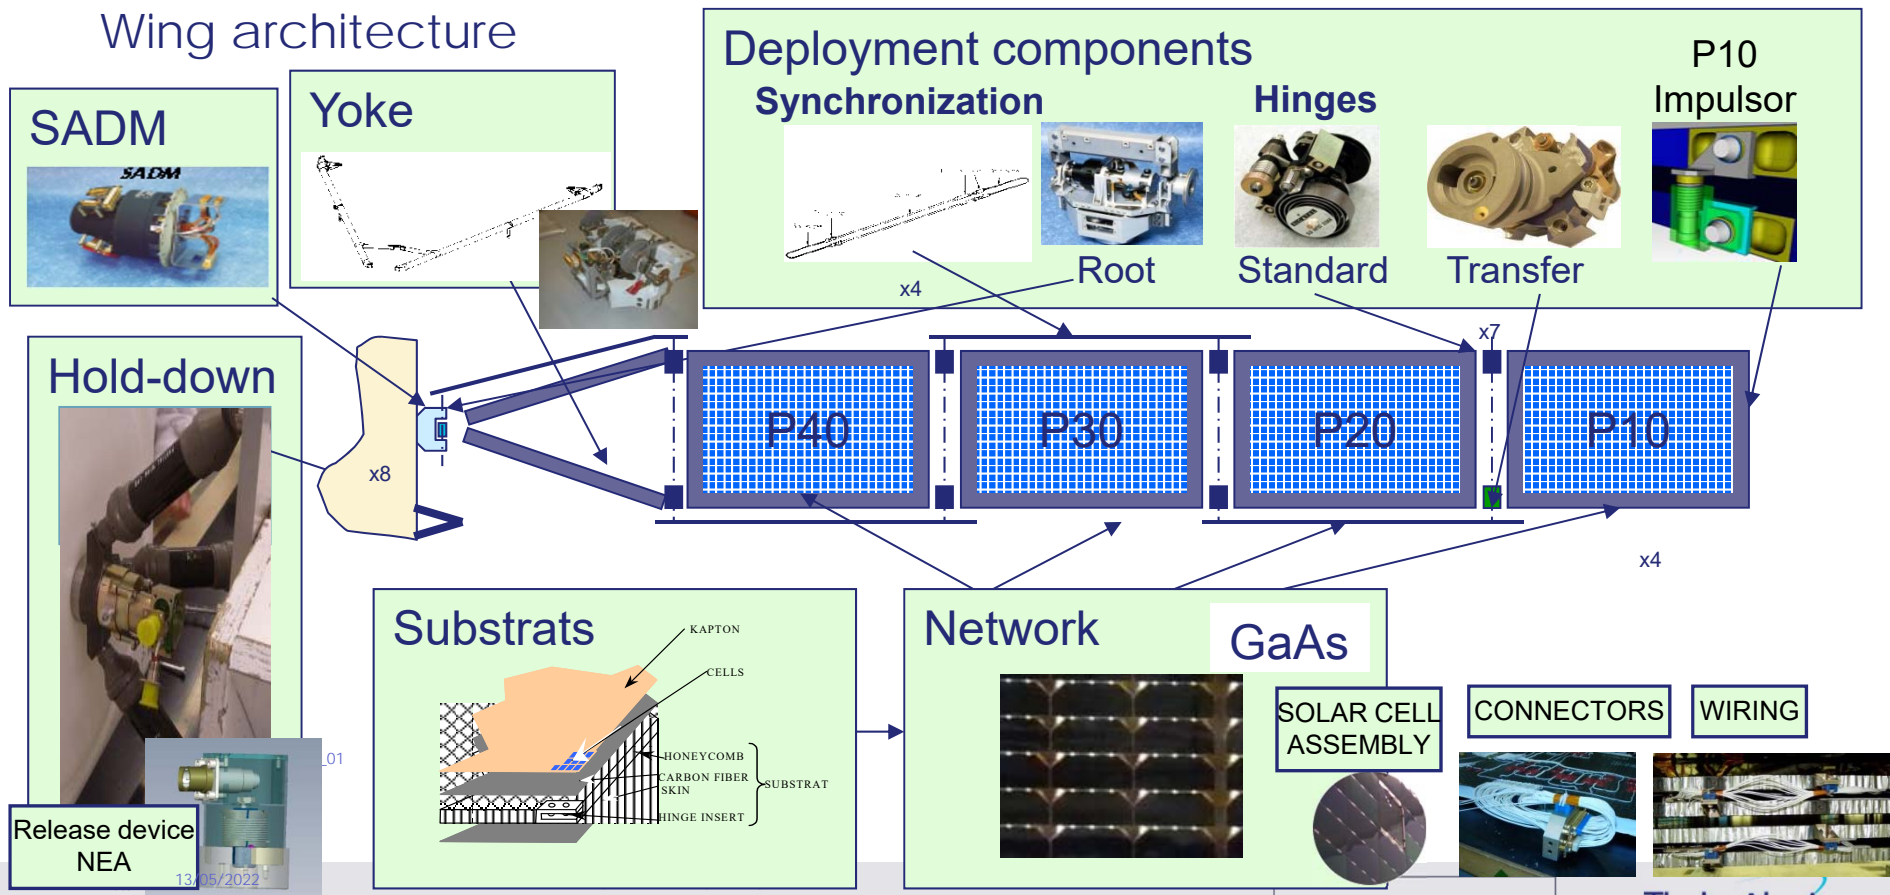 Wing architecture
SADM
SADM
Yoke
Deployment components
Synchronization
Hinges
P10
Impulsor
Root
Standard
Transfer
x4
x7
Hold-down
x8
P40
P30
P20
P10
x4
Substrats
KAPTON
CELLS
HONEYCOMB
CARBON FIBER
SKIN
SUBSTRAT
HINGE INSERT
Network
GaAs
SOLAR CELL
ASSEMBLY
CONNECTORS
WIRING
_01
Release device
NEA
13/05/2022